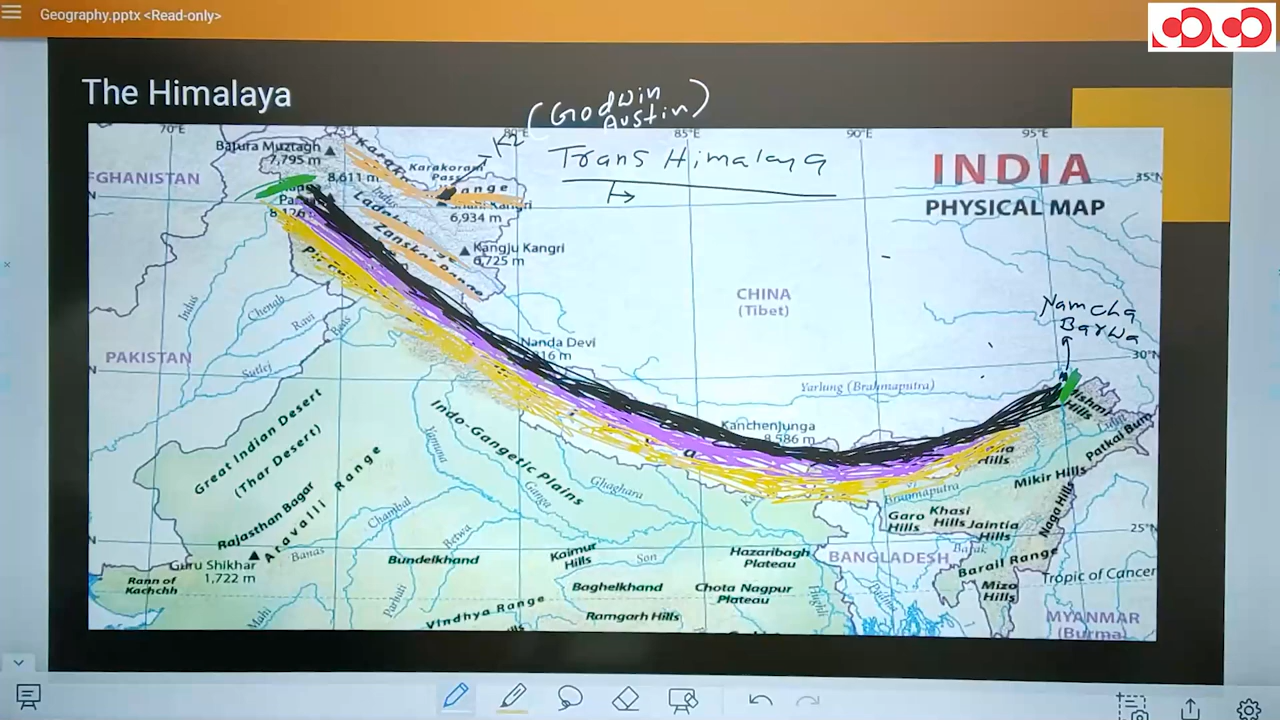 Geography.pptx <Read-only>
The Himalaya
(Godwin
Austin)
K2
Trans Himalaya
INDIA
PHYSICAL MAP
70°E
80°E
85°E
90°E
95°E
35°N
30°N
25°N
Batura Muztagh
7,795 m
8,611 m
Karakoram
Pass
6,934 m
Kangju Kangri
6,725 m
Indus
Ladakh
Nanda Devi
Kanchenjunga
8,586 m
CHINA
(Tibet)
Yarlung (Brahmaputra)
Namcha
Barwa
PAKISTAN
Indus
Chenab
Ravi
Beas
Sutlej
Great Indian Desert
(Thar Desert)
Rajasthan Bagar
Aravalli Range
Guru Shikhar
1,722 m
Rann of
Kachchh
Mahi
Banas
Chambal
Parbati
Betwa
Yamuna
Indo-Gangetic Plains
Ganga
Ghaghara
Son
Bundelkhand
Kaimur
Hills
Baghelkhand
Vindhya Range
Ramgarh Hills
Hazaribagh
Plateau
Chota Nagpur
Plateau
BANGLADESH
Brahmaputra
Garo
Hills
Khasi
Hills
Jaintia
Hills
Mikir Hills
Naga Hills
Patkai Bum
Hills
Barak
Barail Range
Mizo
Hills
Tropic of Cancer
MYANMAR
(Burma)